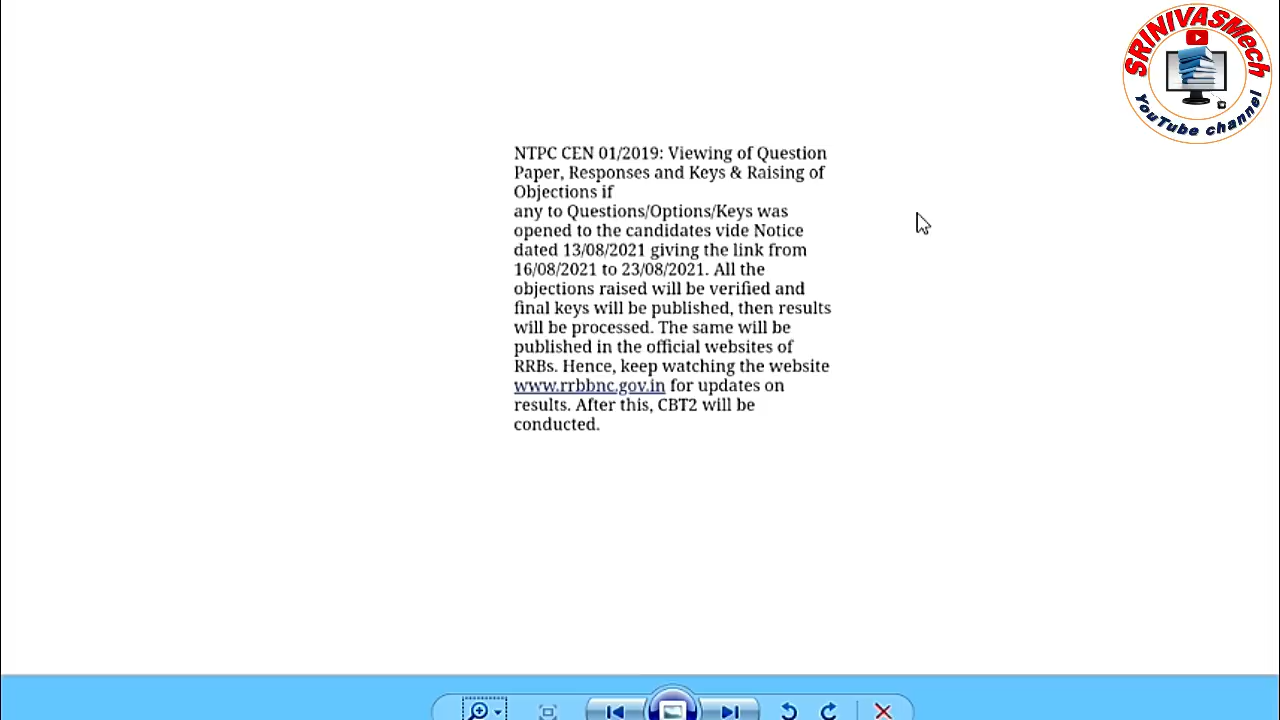 SRINIVASMech
YouTube channel
NTPC CEN 01/2019: Viewing of Question
Paper, Responses and Keys & Raising of
Objections if
any to Questions/Options/Keys was
opened to the candidates vide Notice
dated 13/08/2021 giving the link from
16/08/2021 to 23/08/2021. All the
objections raised will be verified and
final keys will be published, then results
will be processed. The same will be
published in the official websites of
RRBs. Hence, keep watching the website
www.rrbbnc.gov.in for updates on
results. After this, CBT2 will be
conducted.